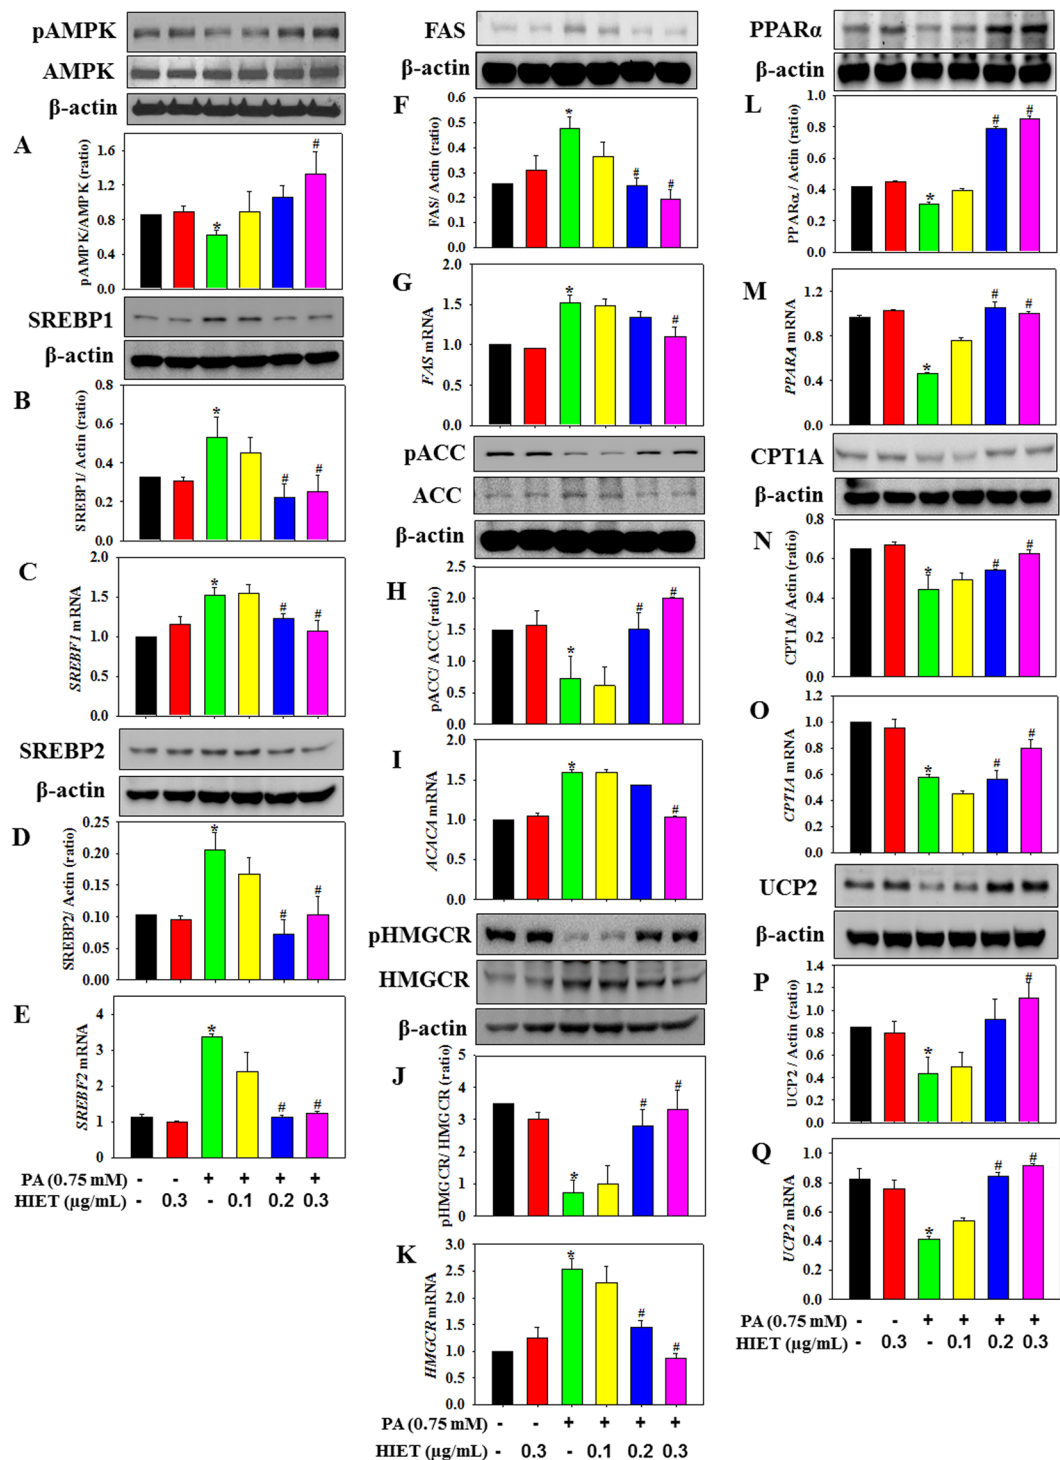 pAMPK
AMPK
β-actin
A
pAMPK/AMPK (ratio)
1.6
1.2
0.8
0.4
0.0
*
#
SREBP1
β-actin
B
SREBP1/ Actin (ratio)
0.8
0.6
0.4
0.2
0.0
*
#
#
C
SREBF1 mRNA
2.0
1.5
1.0
0.5
0.0
*
#
#
SREBP2
β-actin
D
SREBP2/ Actin (ratio)
0.25
0.20
0.15
0.10
0.05
0.00
*
#
#
E
SREBF2 mRNA
4
3
2
1
0
*
#
#
PA (0.75 mM) - - + + + +
HIET (µg/mL) - 0.3 - 0.1 0.2 0.3
FAS
β-actin
F
FAS/ Actin (ratio)
0.6
0.5
0.4
0.3
0.2
0.1
0.0
*
#
#
G
FAS mRNA
2.0
1.5
1.0
0.5
0.0
*
#
pACC
ACC
β-actin
H
pACC/ ACC (ratio)
2.5
2.0
1.5
1.0
0.5
0.0
*
#
#
I
ACACA mRNA
2.0
1.5
1.0
0.5
0.0
*
#
pHMGCR
HMGCR
β-actin
J
pHMGCR/ HMGCR (ratio)
5
4
3
2
1
0
*
#
#
K
HMGCR mRNA
3.0
2.5
2.0
1.5
1.0
0.5
0.0
*
#
#
PA (0.75 mM) - - + + + +
HIET (µg/mL) - 0.3 - 0.1 0.2 0.3
PPARα
β-actin
L
PPARα / Actin (ratio)
1.0
0.8
0.6
0.4
0.2
0.0
*
#
#
M
PPARA mRNA
1.2
0.8
0.4
0.0
*
#
#
CPT1A
β-actin
N
CPT1A/ Actin (ratio)
0.8
0.6
0.4
0.2
0.0
*
#
#
O
CPT1A mRNA
1.2
1.0
0.8
0.6
0.4
0.2
0.0
*
#
#
UCP2
β-actin
P
UCP2 / Actin (ratio)
1.4
1.2
1.0
0.8
0.6
0.4
0.2
0.0
*
#
Q
UCP2 mRNA
1.0
0.8
0.6
0.4
0.2
0.0
*
#
#
PA (0.75 mM) - - + + + +
HIET (µg/mL) - 0.3 - 0.1 0.2 0.3